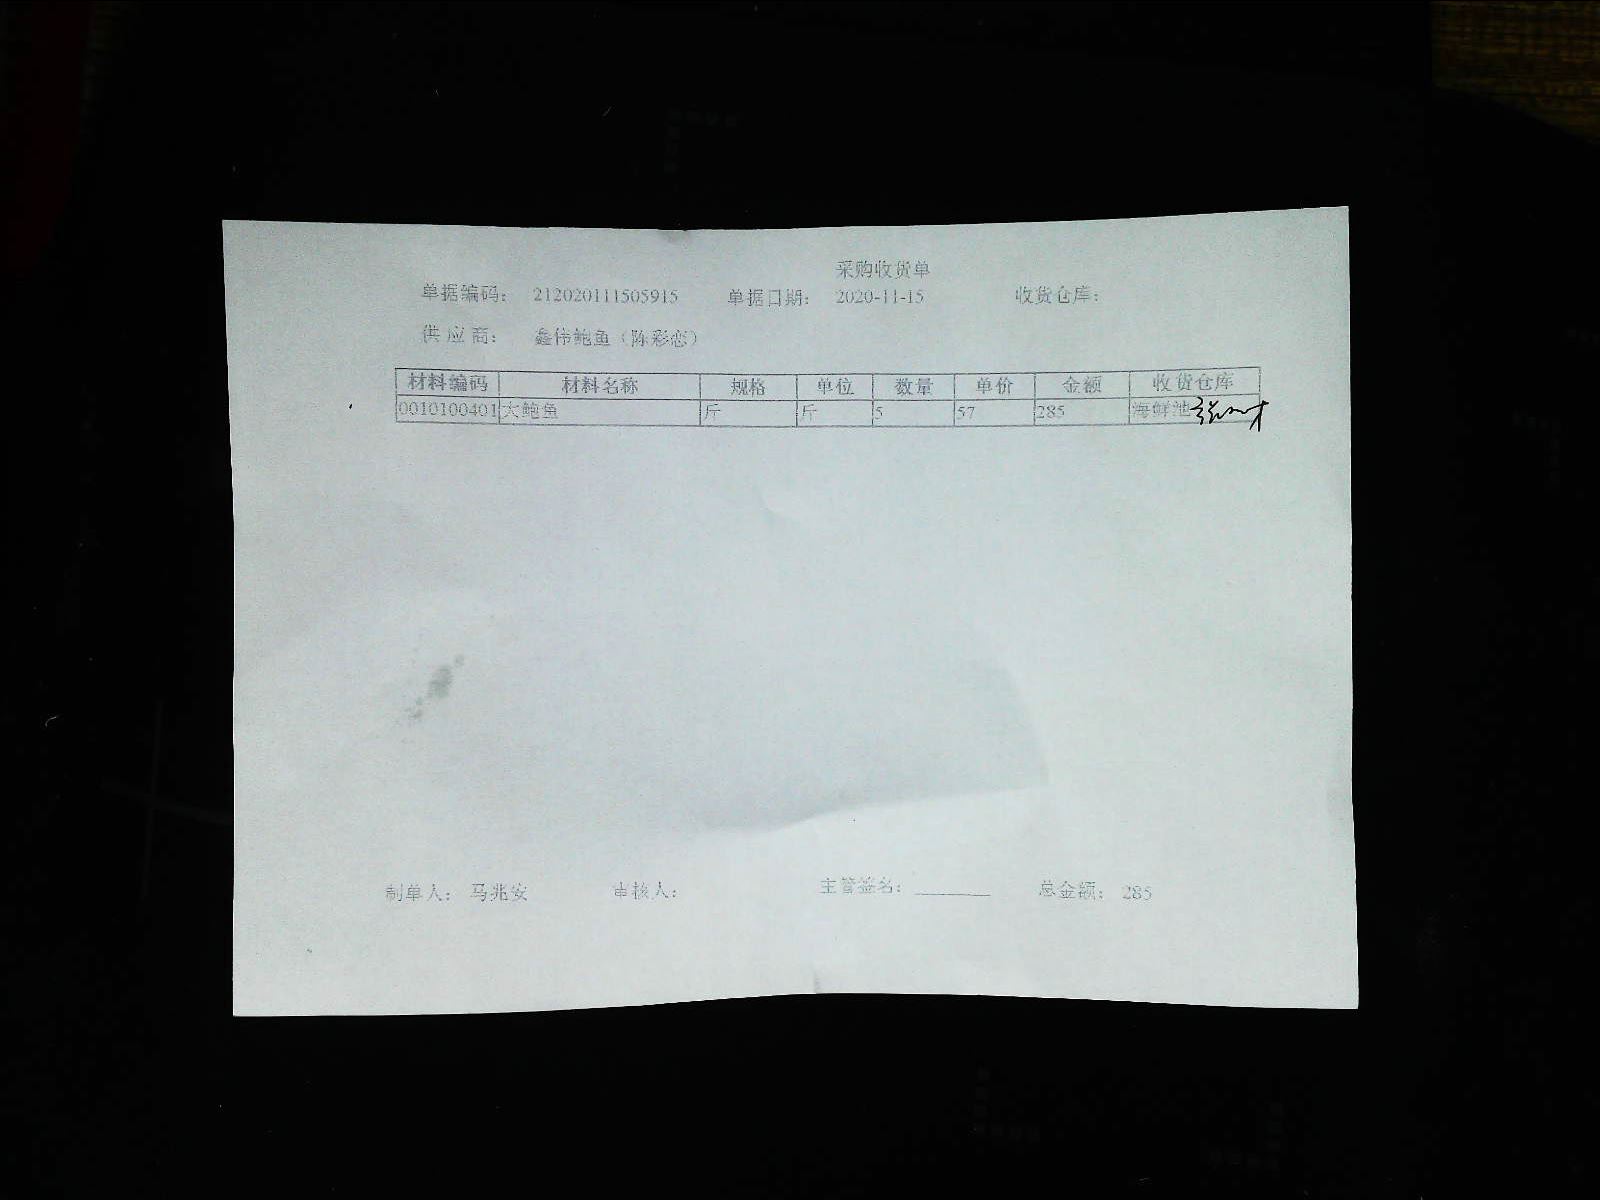 采购收货单
单据编码： 212020111505915 单据日期： 2020-11-15 收货仓库：
供 应 商： 鑫伟鲍鱼（陈彩恋）
材料编码 材料名称 规格 单位 数量 单价 金额 收货仓库
0010100401 大鲍鱼 斤 斤 5 57 285 海鲜池
制单人： 马兆安 审核人： 主管签名： ________ 总金额： 285